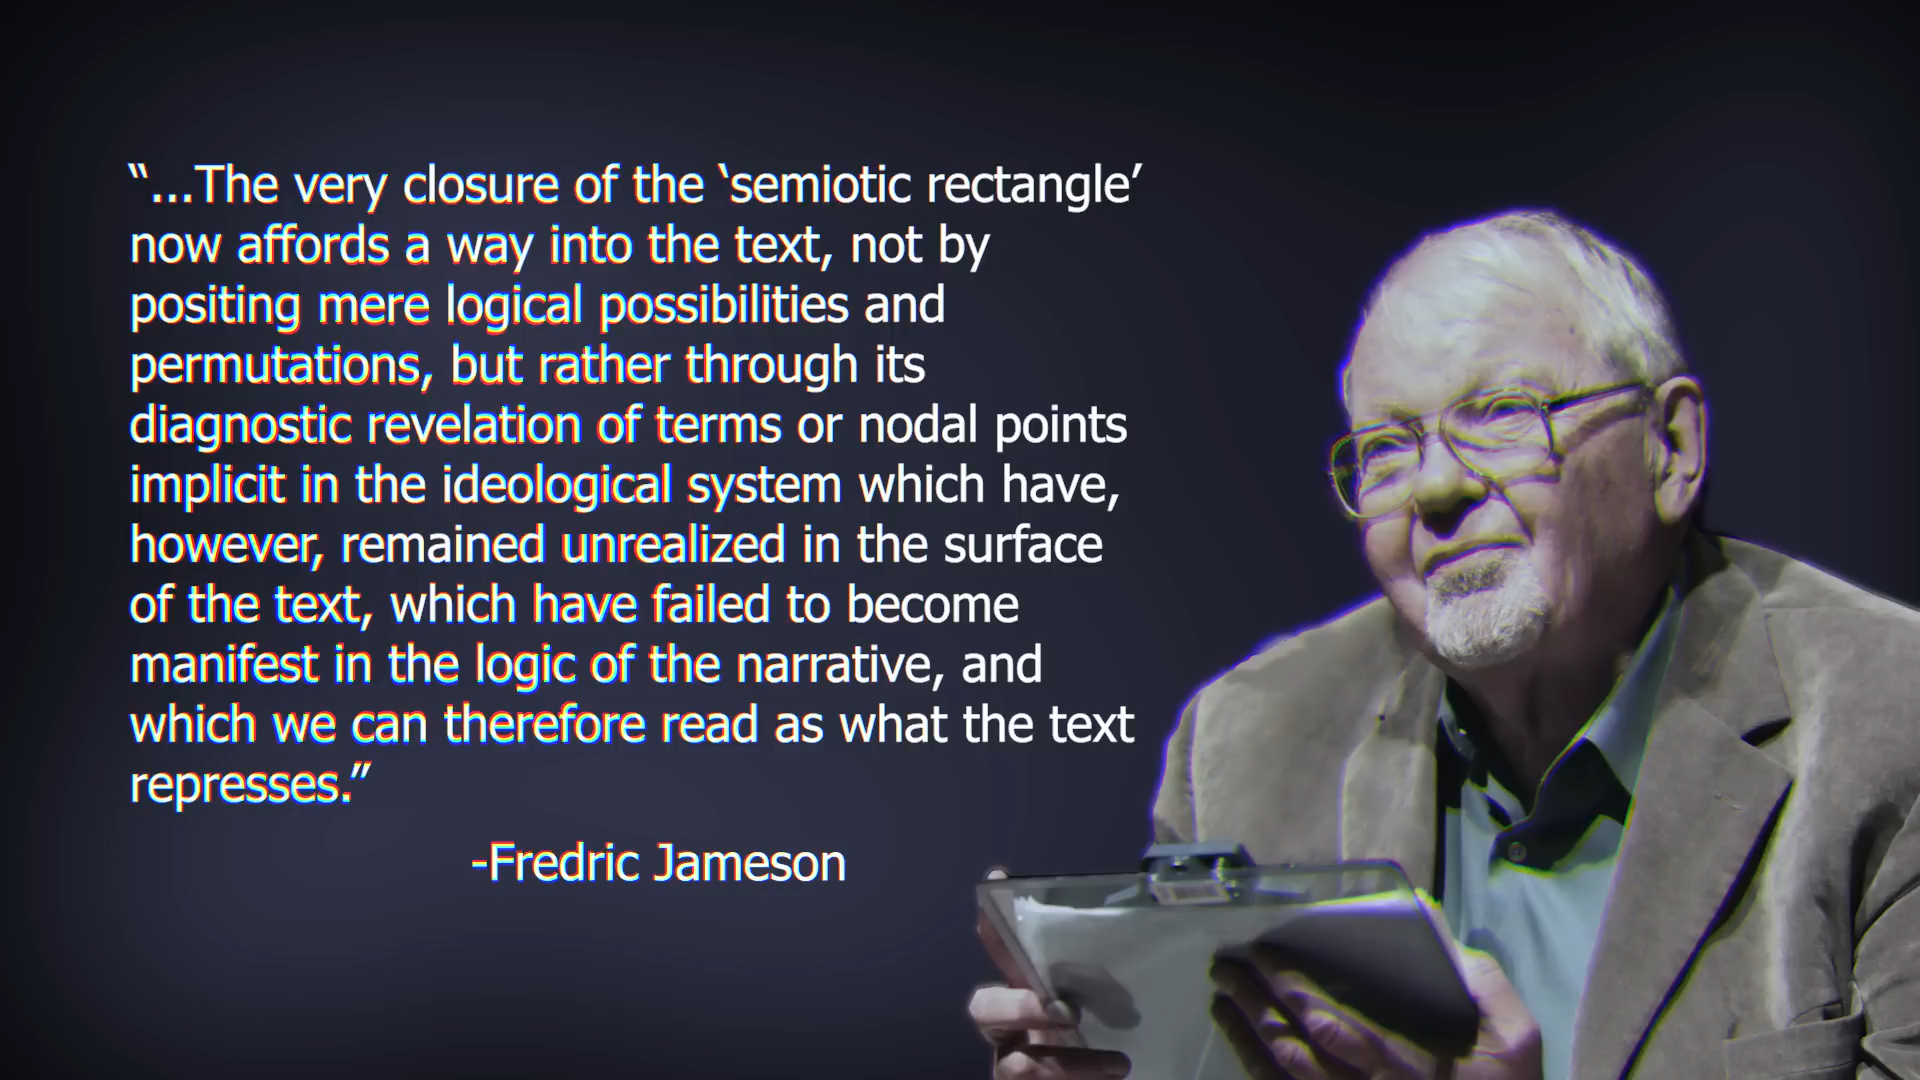 “...The very closure of the ‘semiotic rectangle’
now affords a way into the text, not by
positing mere logical possibilities and
permutations, but rather through its
diagnostic revelation of terms or nodal points
implicit in the ideological system which have,
however, remained unrealized in the surface
of the text, which have failed to become
manifest in the logic of the narrative, and
which we can therefore read as what the text
represses.”
-Fredric Jameson